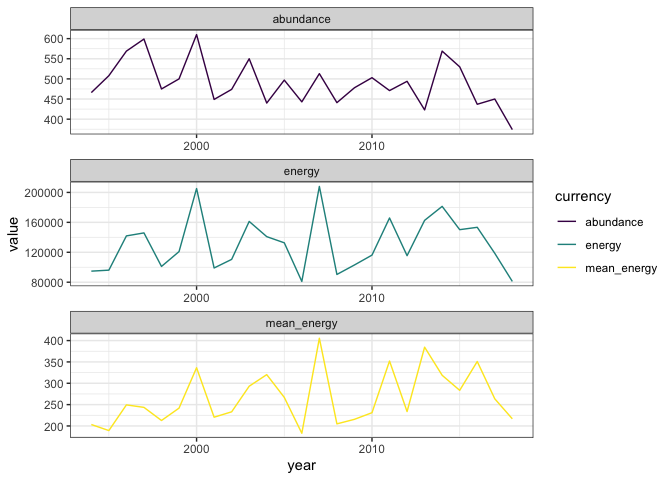 abundance
600
550
500
450
400
2000 2010
energy
200000
160000
120000
80000
2000 2010
mean_energy
400
350
300
250
200
2000 2010
year
value
currency
abundance
energy
mean_energy